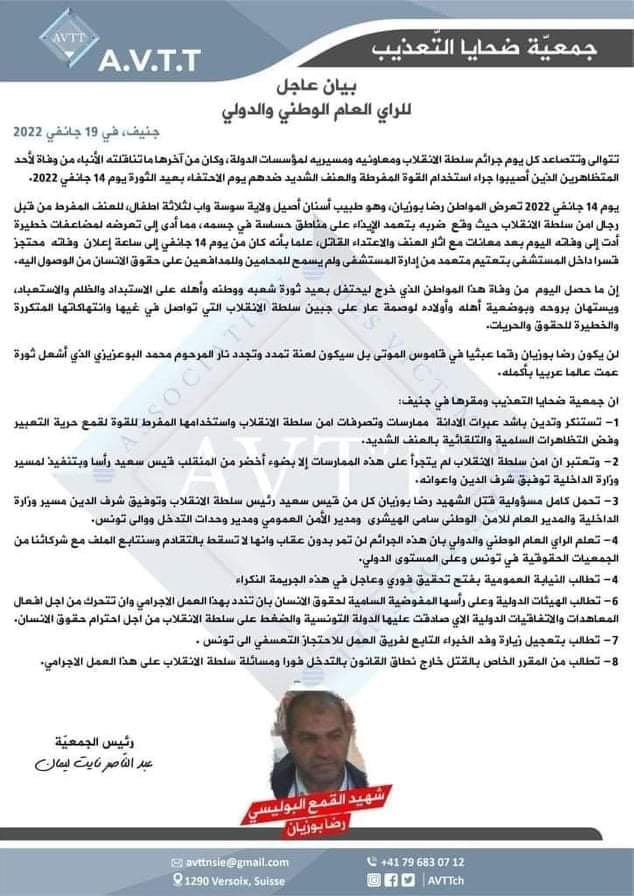 AVTT
A.V.T.T
جمعيّة ضحايا التّعذيب
بيان عاجل
للراي العام الوطني والدولي
جنيف، في 19 جانفي 2022
تتوالى وتتصاعد كل يوم جرائم سلطة الانقلاب ومعاونيه ومسيريه لمؤسسات الدولة، وكان من آخرها ما تناقلته الأنباء من وفاة لأحد
المتظاهرين الذين أصيبوا جراء استخدام القوة المفرطة والعنف الشديد ضدهم يوم الاحتفاء بعيد الثورة يوم 14 جانفي 2022.
يوم 14 جانفي 2022 تعرض المواطن رضا بوزيان، وهو طبيب أسنان أصيل ولاية سوسة واب لثلاثة اطفال، للعنف المفرط من قبل
رجال امن سلطة الانقلاب حيث وقع ضربه بتعمد الإيذاء على مناطق حساسة في جسمه، مما أدى إلى تعرضه لمضاعفات خطيرة
أدت إلى وفاته اليوم بعد معانات مع اثار العنف والاعتداء القاتل، علما بأنه كان من يوم 14 جانفي إلى ساعة إعلان وفاته محتجز
قسرا داخل المستشفى بتعتيم متعمد من إدارة المستشفى ولم يسمح للمحامين وللمدافعين على حقوق الانسان من الوصول اليه.
إن ما حصل اليوم من وفاة هذا المواطن الذي خرج ليحتفل بعيد ثورة شعبه ووطنه وأهله على الاستبداد والظلم والاستعباد،
ويستهان بروحه وبوضعية أهله وأولاده لوصمة عار على جبين سلطة الانقلاب التي تواصل في غيها وانتهاكاتها المتكررة
والخطيرة للحقوق والحريات.
لن يكون رضا بوزيان رقما عبثيا في قاموس الموتى بل سيكون لعنة تمدد وتجدد نار المرحوم محمد البوعزيزي الذي أشعل ثورة
عمت عالما عربيا بأكمله.
ان جمعية ضحايا التعذيب ومقرها في جنيف:
1- تستنكر وتدين باشد عبرات الادانة ممارسات وتصرفات امن سلطة الانقلاب واستخدامها المفرط للقوة لقمع حرية التعبير
وفض التظاهرات السلمية والتلقائية بالعنف الشديد.
2- وتعتبر ان امن سلطة الانقلاب لم يتجرأ على هذه الممارسات إلا بضوء أخضر من المنقلب قيس سعيد رأسا وبتنفيذ لمسير
وزارة الداخلية توفيق شرف الدين واعوانه.
3- تحمل كامل مسؤولية قتل الشهيد رضا بوزيان كل من قيس سعيد رئيس سلطة الانقلاب وتوفيق شرف الدين مسير وزارة
الداخلية والمدير العام للامن الوطني سامي الهيشري ومدير الأمن العمومي ومدير وحدات التدخل ووالي تونس.
4- تعلم الراي العام الوطني والدولي بان هذه الجرائم لن تمر بدون عقاب وانها لا تسقط بالتقادم وسنتابع الملف مع شركائنا من
الجمعيات الحقوقية في تونس وعلى المستوى الدولي.
4- تطالب النيابة العمومية بفتح تحقيق فوري وعاجل في هذه الجريمة النكراء
6- تطالب الهيئات الدولية وعلى رأسها المفوضية السامية لحقوق الانسان بان تندد بهذا العمل الاجرامي وان تتحرك من اجل افعال
المعاهدات والاتفاقيات الدولية الاي صادقت عليها الدولة التونسية والضغط على سلطة الانقلاب من اجل احترام حقوق الانسان.
7- تطالب بتعجيل زيارة وفد الخبراء التابع لفريق العمل للاحتجاز التعسفي الى تونس .
8- تطالب من المقرر الخاص بالقتل خارج نطاق القانون بالتدخل فورا ومسائلة سلطة الانقلاب على هذا العمل الاجرامي.
رئيس الجمعيّة
عبد الناصر نايت ليمان
شهيد القمع البوليسي
رضا بوزيان
avttnsie@gmail.com
+41 79 683 07 12
1290 Versoix, Suisse
AVTTch